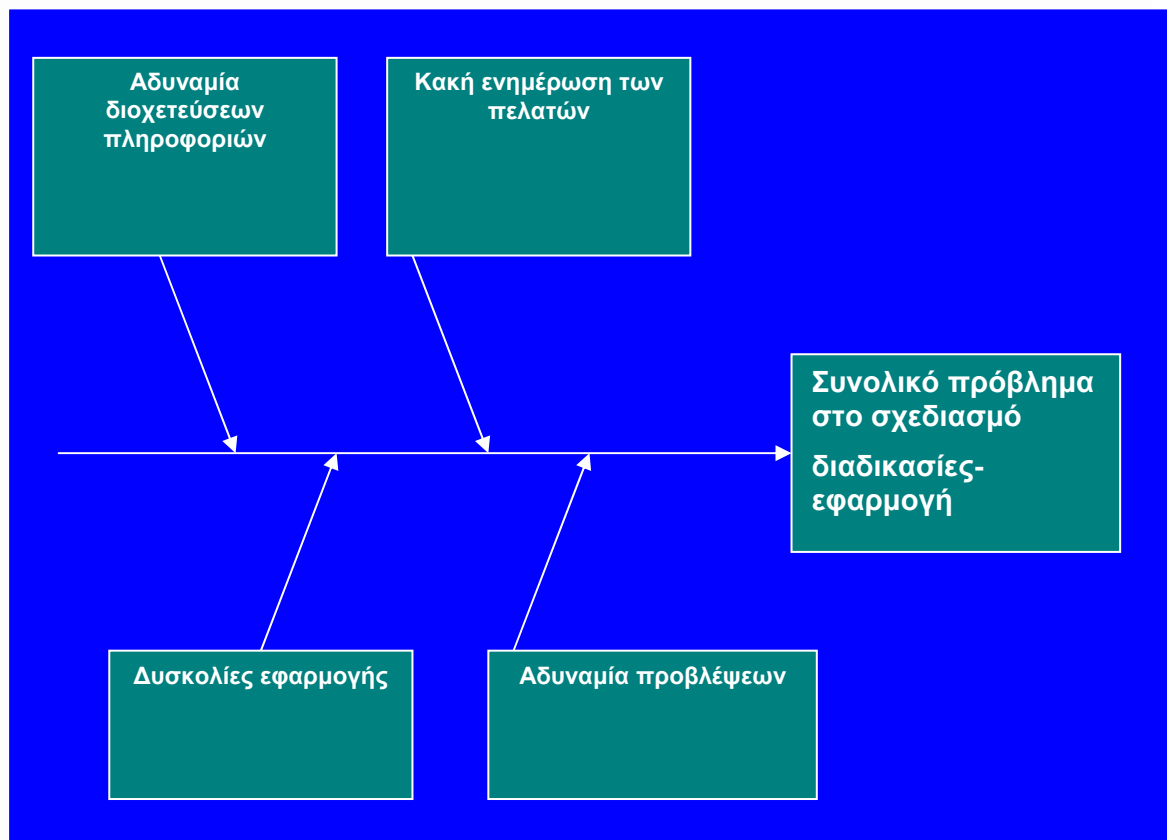 Αδυναμία
διοχετεύσεων
πληροφοριών
Κακή ενημέρωση των
πελατών
Συνολικό πρόβλημα
στο σχεδιασμό
διαδικασίες-
εφαρμογή
Δυσκολίες εφαρμογής
Αδυναμία προβλέψεων